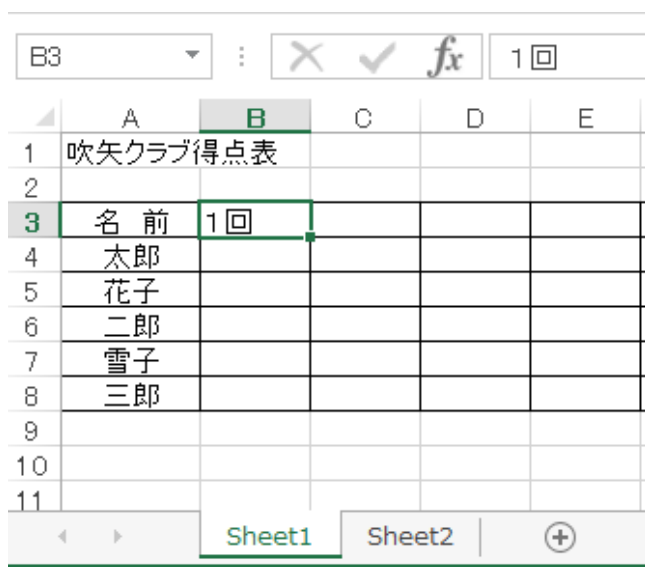 B3 fx 1回
A B C D E
1 吹矢クラブ得点表
2
3 名 前 1回
4 太郎
5 花子
6 二郎
7 雪子
8 三郎
9
10
11
Sheet1 Sheet2